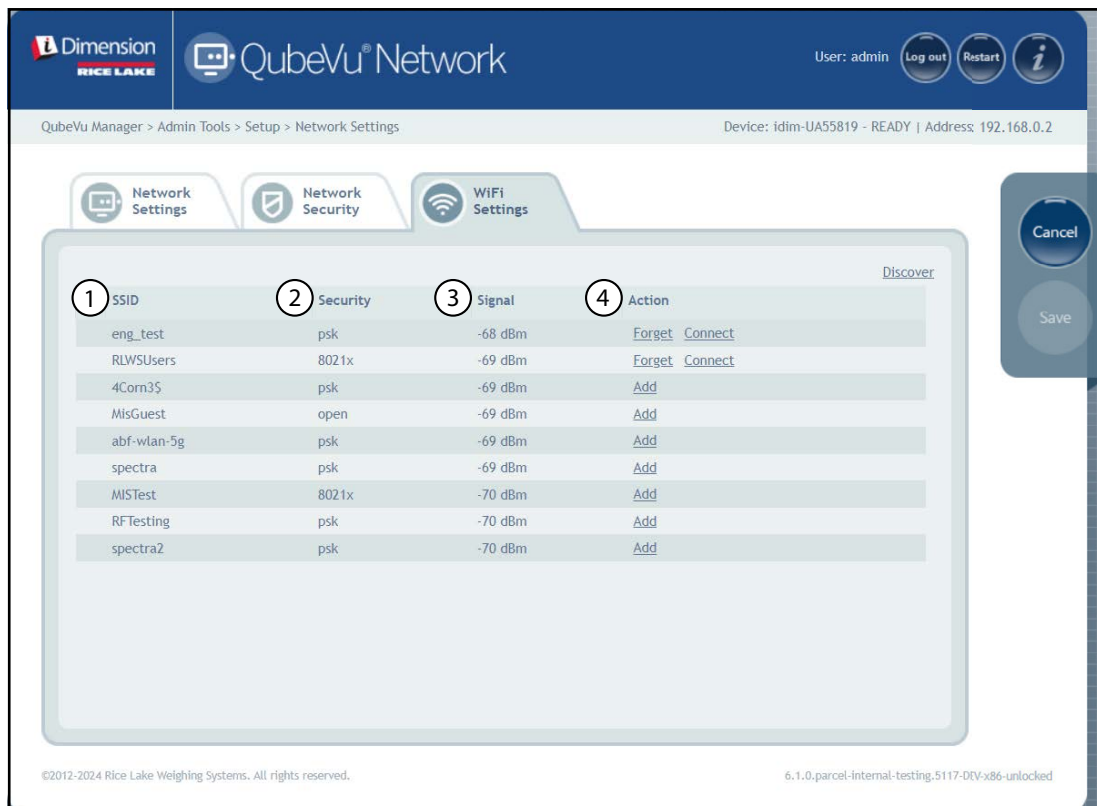 iDimension
RICE LAKE
QubeVu® Network
User: admin Log out Restart i
QubeVu Manager > Admin Tools > Setup > Network Settings Device: idim-UA55819 - READY | Address: 192.168.0.2
Network Settings
Network Security
WiFi Settings
Cancel
Save
Discover
1 SSID 2 Security 3 Signal 4 Action
eng_test psk -68 dBm Forget Connect
RLWSUsers 8021x -69 dBm Forget Connect
4Corn3$ psk -69 dBm Add
MisGuest open -69 dBm Add
abf-wlan-5g psk -69 dBm Add
spectra psk -69 dBm Add
MISTest 8021x -70 dBm Add
RFTesting psk -70 dBm Add
spectra2 psk -70 dBm Add
©2012-2024 Rice Lake Weighing Systems. All rights reserved. 6.1.0.parcel-internal-testing.5117-DEV-x86-unlocked